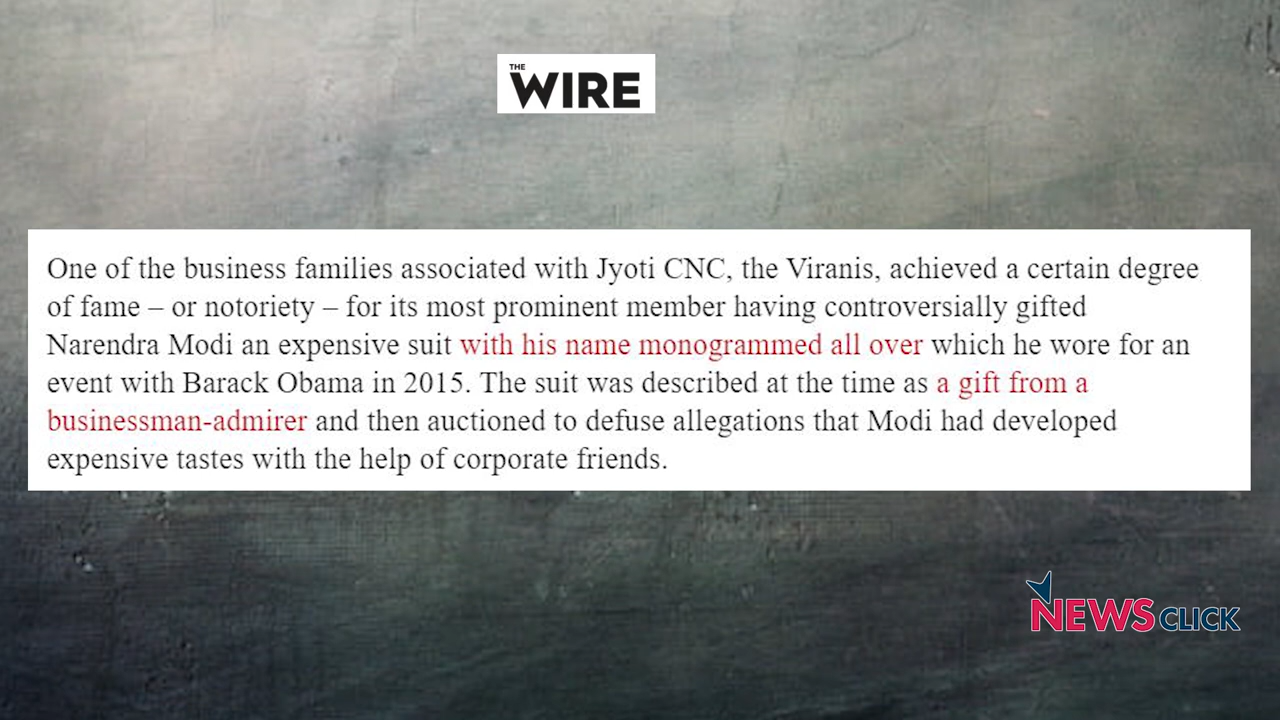 THE
WIRE
One of the business families associated with Jyoti CNC, the Viranis, achieved a certain degree
of fame – or notoriety – for its most prominent member having controversially gifted
Narendra Modi an expensive suit with his name monogrammed all over which he wore for an
event with Barack Obama in 2015. The suit was described at the time as a gift from a
businessman-admirer and then auctioned to defuse allegations that Modi had developed
expensive tastes with the help of corporate friends.
NEWSCLICK